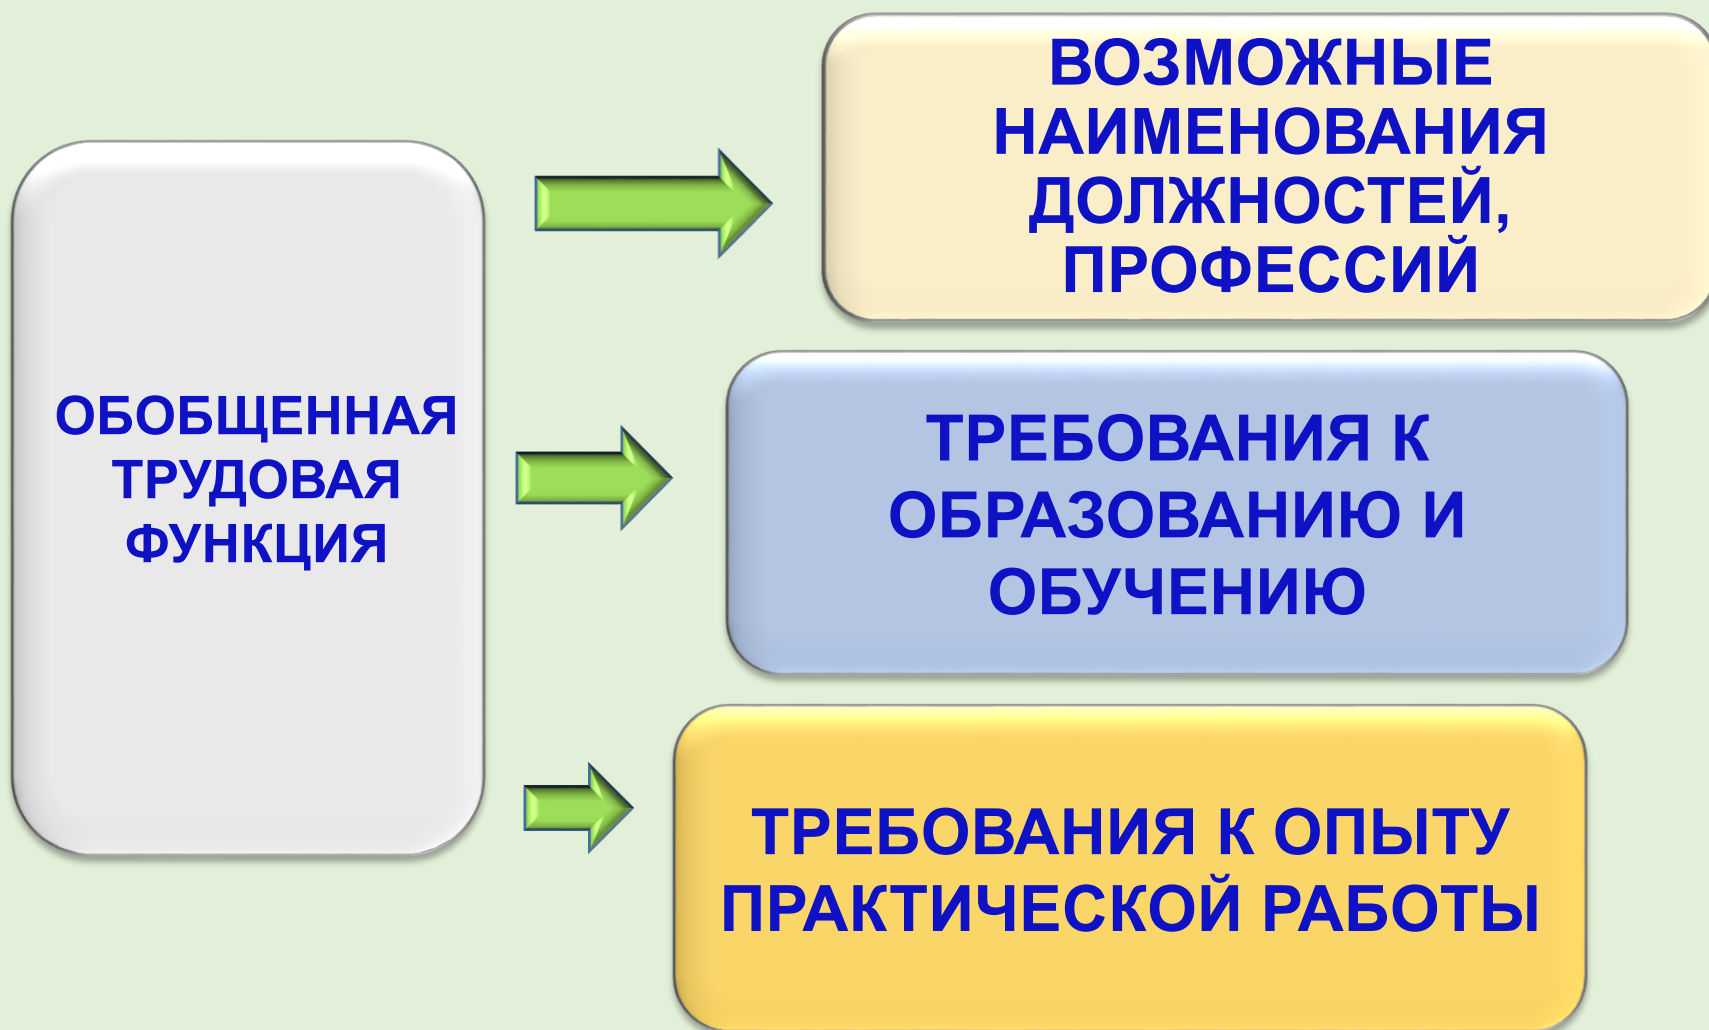 ОБОБЩЕННАЯ
ТРУДОВАЯ
ФУНКЦИЯ
ВОЗМОЖНЫЕ
НАИМЕНОВАНИЯ
ДОЛЖНОСТЕЙ,
ПРОФЕССИЙ
ТРЕБОВАНИЯ К
ОБРАЗОВАНИЮ И
ОБУЧЕНИЮ
ТРЕБОВАНИЯ К ОПЫТУ
ПРАКТИЧЕСКОЙ РАБОТЫ